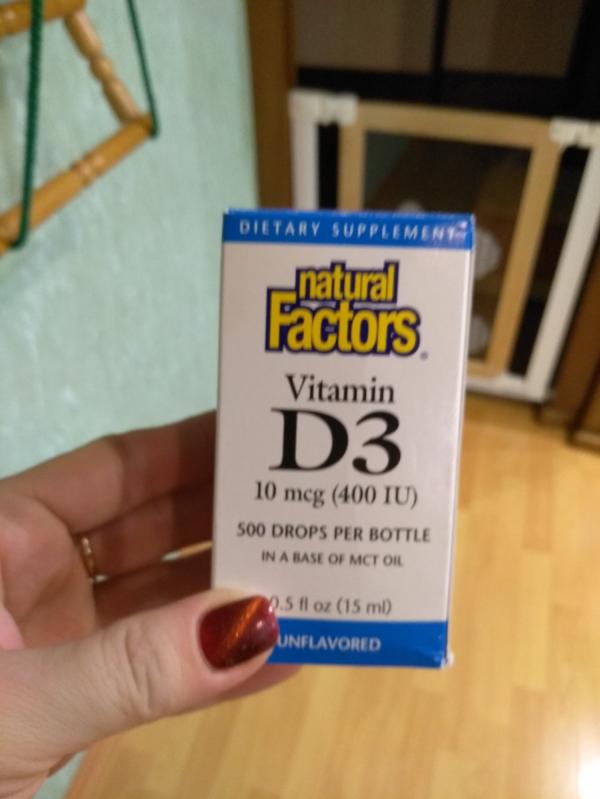 DIETARY SUPPLEMENT
natural
Factors®
Vitamin
D3
10 mcg (400 IU)
500 DROPS PER BOTTLE
IN A BASE OF MCT OIL
0.5 fl oz (15 ml)
UNFLAVORED